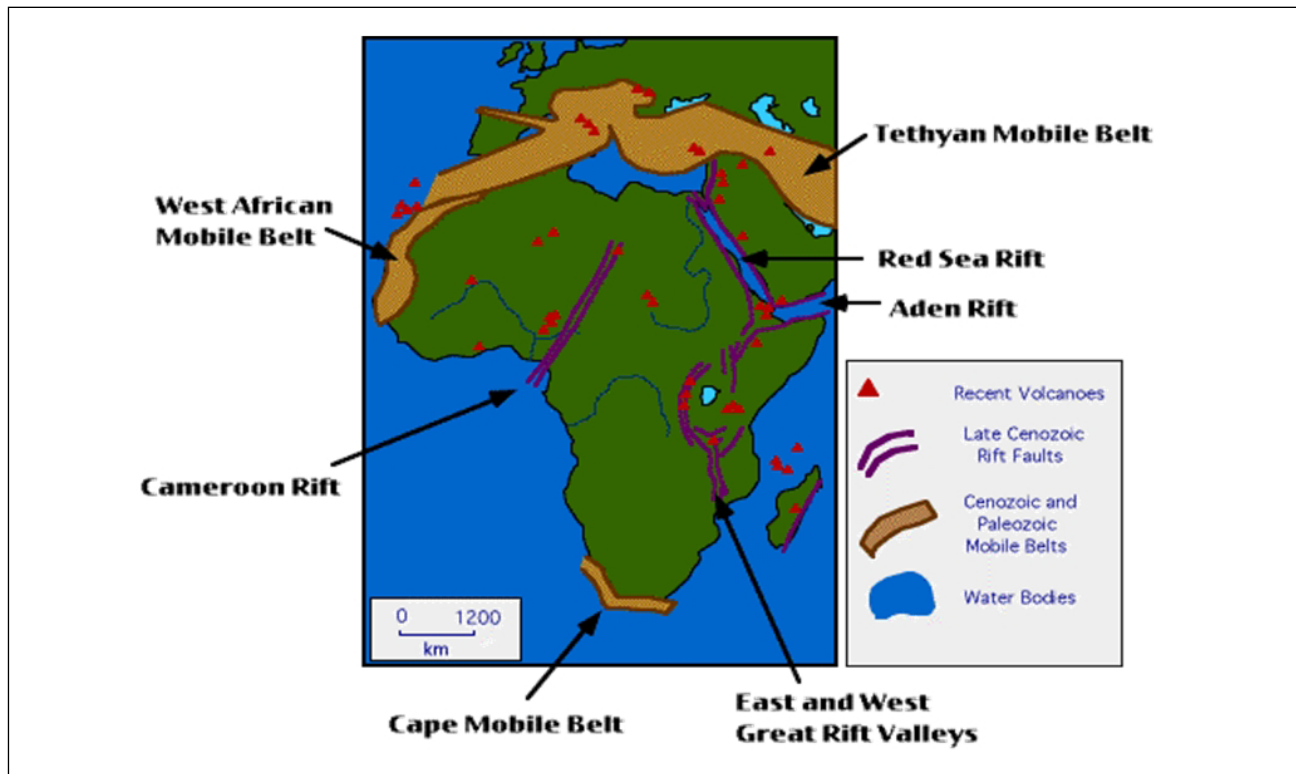 Tethyan Mobile Belt
West African
Mobile Belt
Red Sea Rift
Aden Rift
Recent Volcanoes
Late Cenozoic
Rift Faults
Cameroon Rift
Cenozoic and
Paleozoic
Mobile Belts
Water Bodies
0 1200
km
East and West
Great Rift Valleys
Cape Mobile Belt